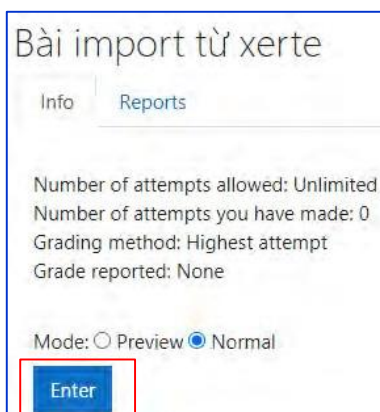 Bài import từ xerte
Info Reports
Number of attempts allowed: Unlimited
Number of attempts you have made: 0
Grading method: Highest attempt
Grade reported: None
Mode: Preview Normal
Enter